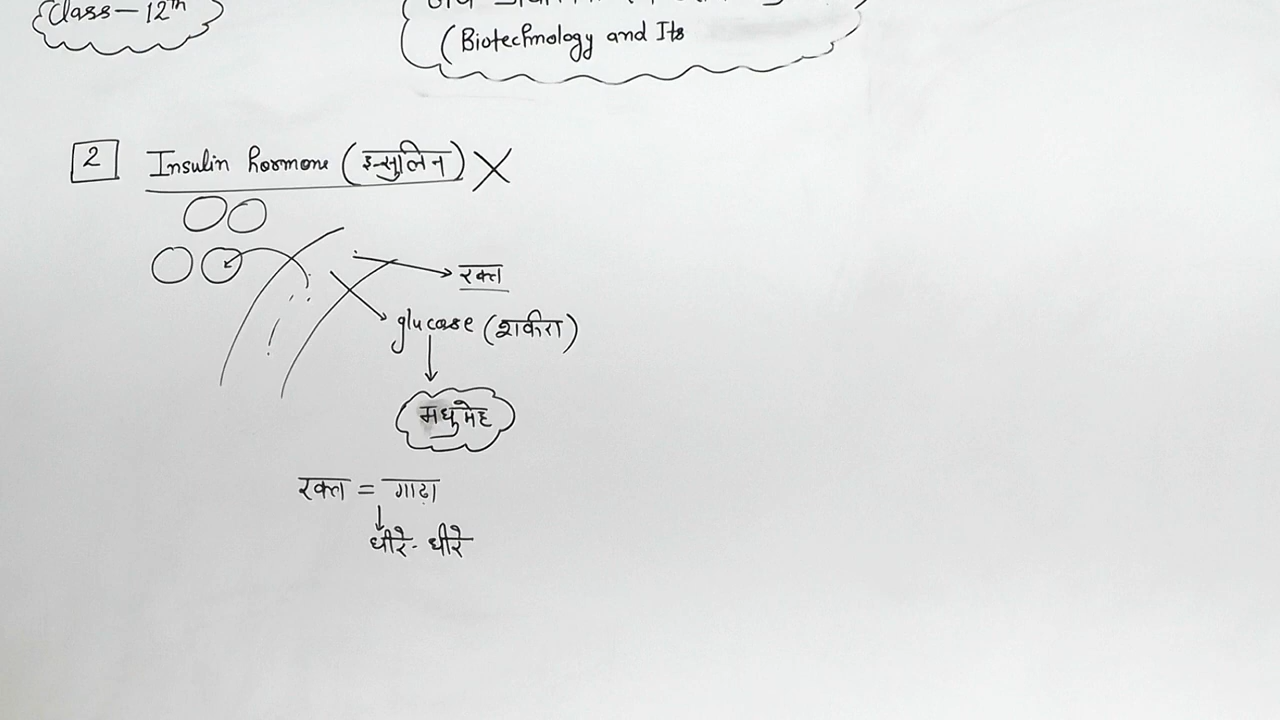 Class-12th
(Biotechnology and Its
2 Insulin hormone (इन्सुलिन) X
रक्त
glucose (शर्करा)
मधुमेह
रक्त = गाढ़ा
धीरे-धीरे